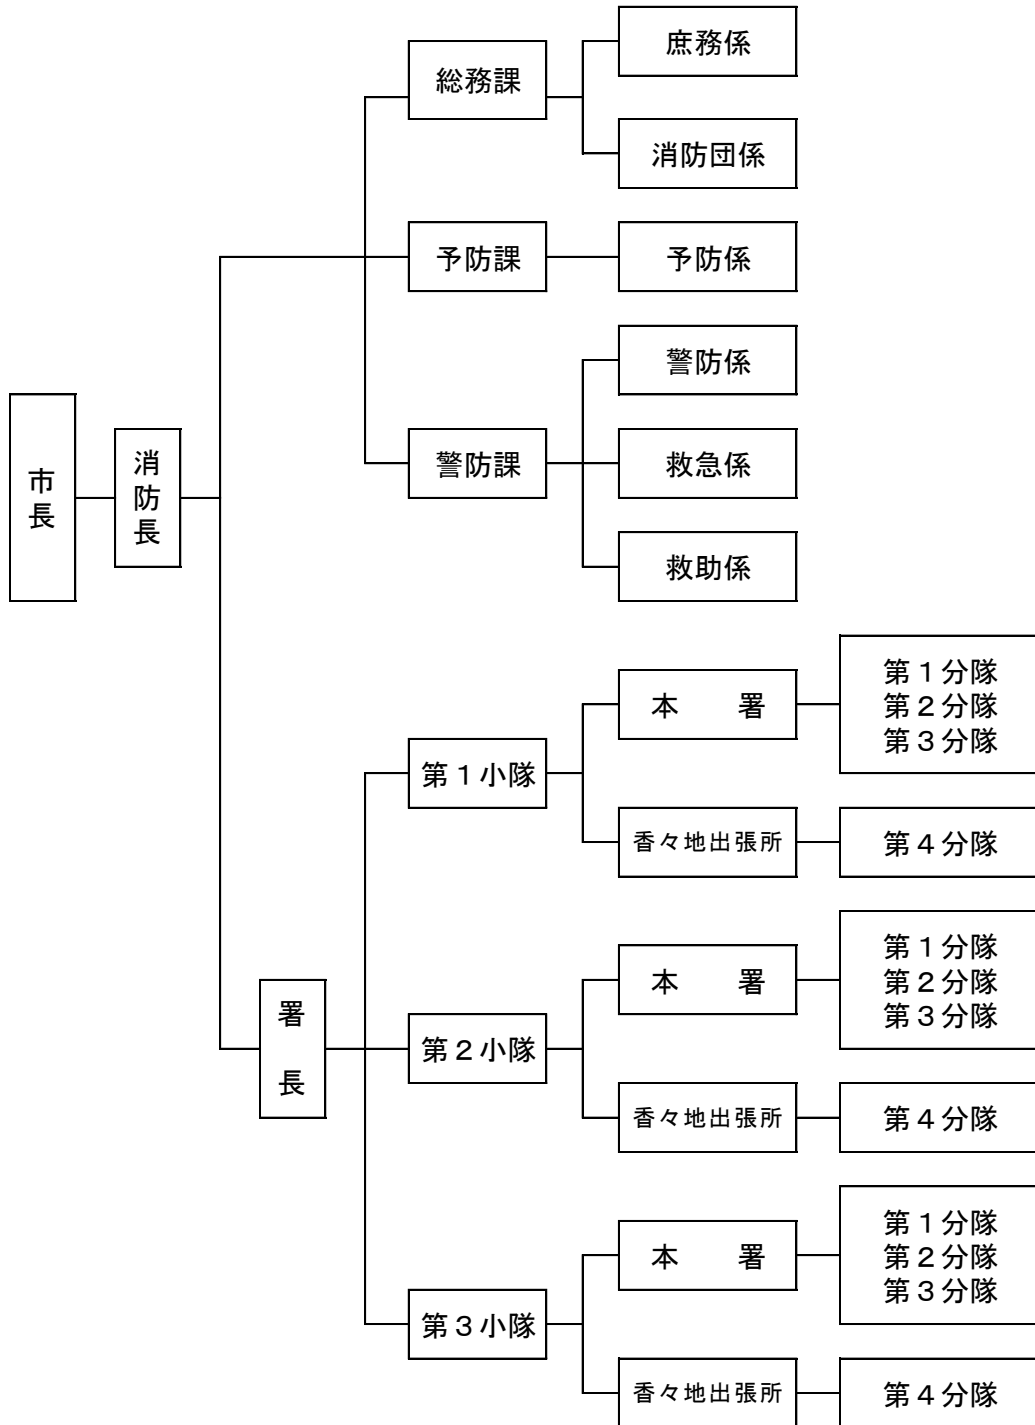 市長
消防長
総務課
庶務係
消防団係
予防課
予防係
警防課
警防係
救急係
救助係
署長
第1小隊
本　署
第1分隊
第2分隊
第3分隊
香々地出張所
第4分隊
第2小隊
本　署
第1分隊
第2分隊
第3分隊
香々地出張所
第4分隊
第3小隊
本　署
第1分隊
第2分隊
第3分隊
香々地出張所
第4分隊